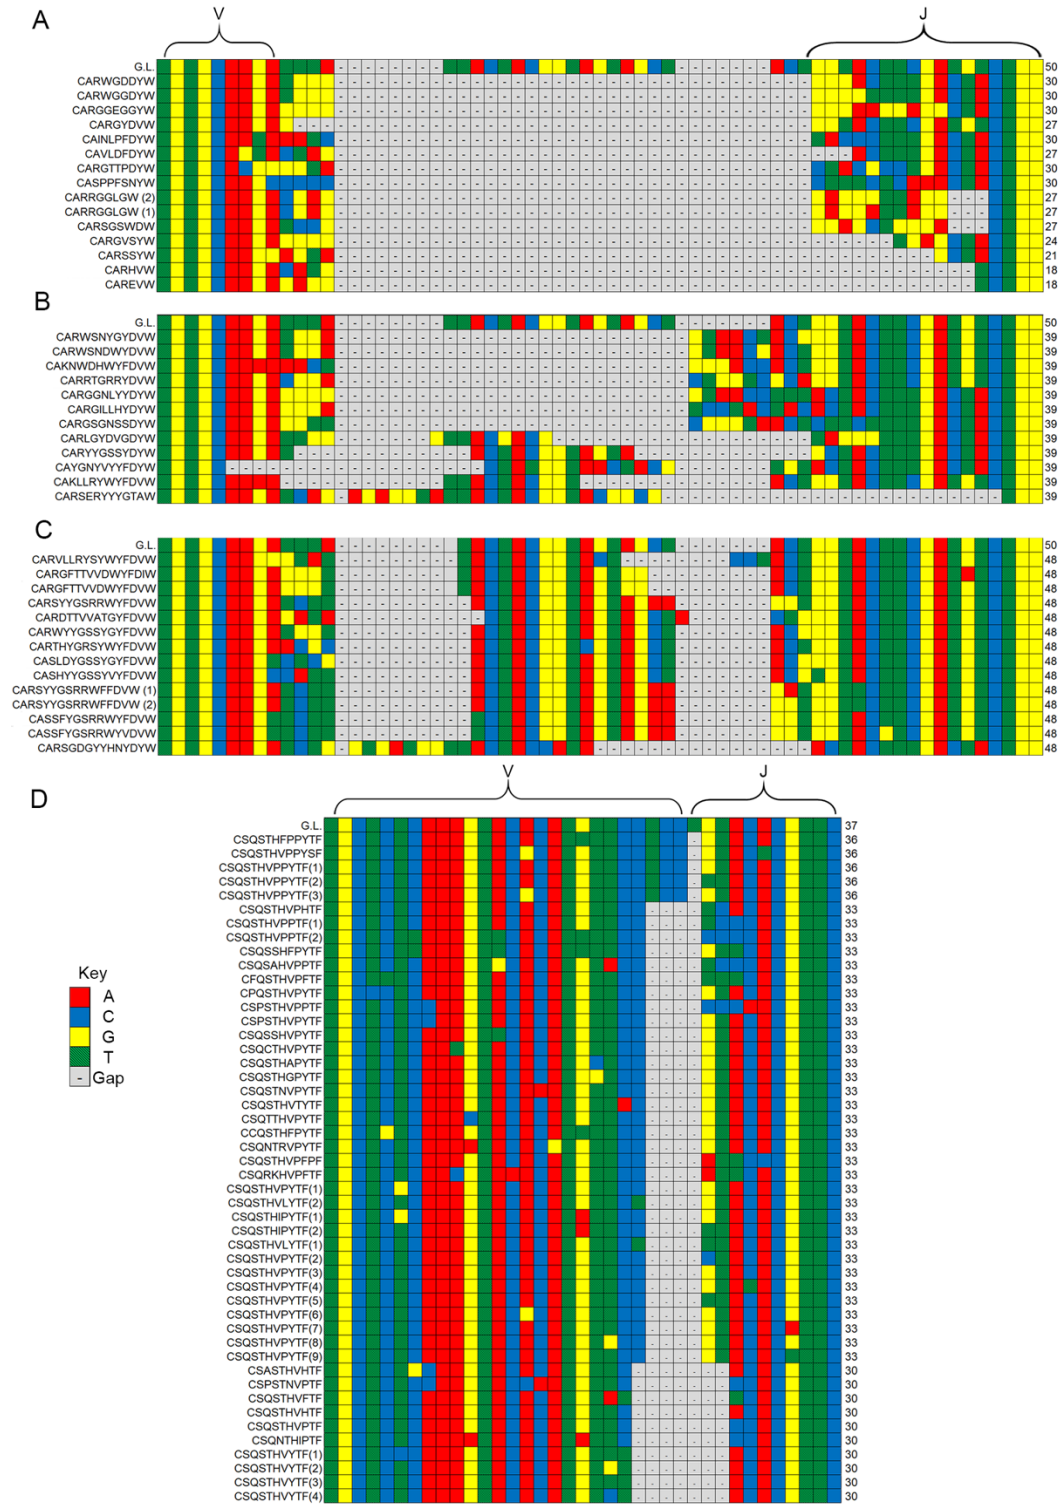 A
V
J
G.L. 50
CARWGDDYW 30
CARWGGDYW 30
CARGGEGGYW 30
CARGYDVW 27
CAINLPFDYW 30
CAVLDFDYW 27
CARGTTPDYW 30
CASPPFSNYW 30
CARRGGLGW (2) 27
CARRGGLGW (1) 27
CARSGSWDW 27
CARGVSYW 24
CARSSYW 21
CARHVW 18
CAREVW 18
B
G.L. 50
CARWSNYGYDVW 39
CARWSNDWYDVW 39
CAKNWDHWYFDVW 39
CARRTGRRYDVW 39
CARGGNLYYDYW 39
CARGILLHYDYW 39
CARGSGNSSDYW 39
CARLGYDVGDYW 39
CARYYGSSYDYW 39
CAYGNYVYYFDYW 39
CAKLLRYWYFDVW 39
CARSERYYYGTAW 39
C
G.L. 50
CARVLLRYSYWYFDVW 48
CARGFTTVVDWYFDIW 48
CARGFTTVVDWYFDVW 48
CARSYYGSRRWYFDVW 48
CARDTTVVATGYFDVW 48
CARWYYGSSYGYFDVW 48
CARTHYGRSYWYFDVW 48
CASLDYGSSYGYFDVW 48
CASHYYGSSYVYFDVW 48
CARSYYGSRRWFFDVW (1) 48
CARSYYGSRRWFFDVW (2) 48
CASSFYGSRRWYFDVW 48
CASSFYGSRRWYVDVW 48
CARSGDGYYHNYDYW 48
D
V
J
G.L. 37
CSQSTHFPPYTF 36
CSQSTHVPPYSF 36
CSQSTHVPPYTF(1) 36
CSQSTHVPPYTF(2) 36
CSQSTHVPPYTF(3) 36
CSQSTHVPHTF 33
CSQSTHVPPTF(1) 33
CSQSTHVPPTF(2) 33
CSQSSHFPYTF 33
CSQSAHVPPTF 33
CFQSTHVPFTF 33
CPQSTHVPYTF 33
CSPSTHVPPTF 33
CSPSTHVPYTF 33
CSQSSHVPYTF 33
CSQCTHVPYTF 33
CSQSTHAPYTF 33
CSQSTHGPYTF 33
CSQSTNVPYTF 33
CSQSTHVTYTF 33
CSQTTHVPYTF 33
CCQSTHFPYTF 33
CSQNTRVPYTF 33
CSQSTHVPFPF 33
CSQRKHVPFTF 33
CSQSTHVPYTF(1) 33
CSQSTHVLYTF(2) 33
CSQSTHIPYTF(1) 33
CSQSTHIPYTF(2) 33
CSQSTHVLYTF(1) 33
CSQSTHVPYTF(2) 33
CSQSTHVPYTF(3) 33
CSQSTHVPYTF(4) 33
CSQSTHVPYTF(5) 33
CSQSTHVPYTF(6) 33
CSQSTHVPYTF(7) 33
CSQSTHVPYTF(8) 33
CSQSTHVPYTF(9) 33
CSASTHVHTF 30
CSPSTNVPTF 30
CSQSTHVFTF 30
CSQSTHVHTF 30
CSQSTHVPTF 30
CSQNTHIPTF 30
CSQSTHVYTF(1) 30
CSQSTHVYTF(2) 30
CSQSTHVYTF(3) 30
CSQSTHVYTF(4) 30
Key
A
C
G
T
- Gap